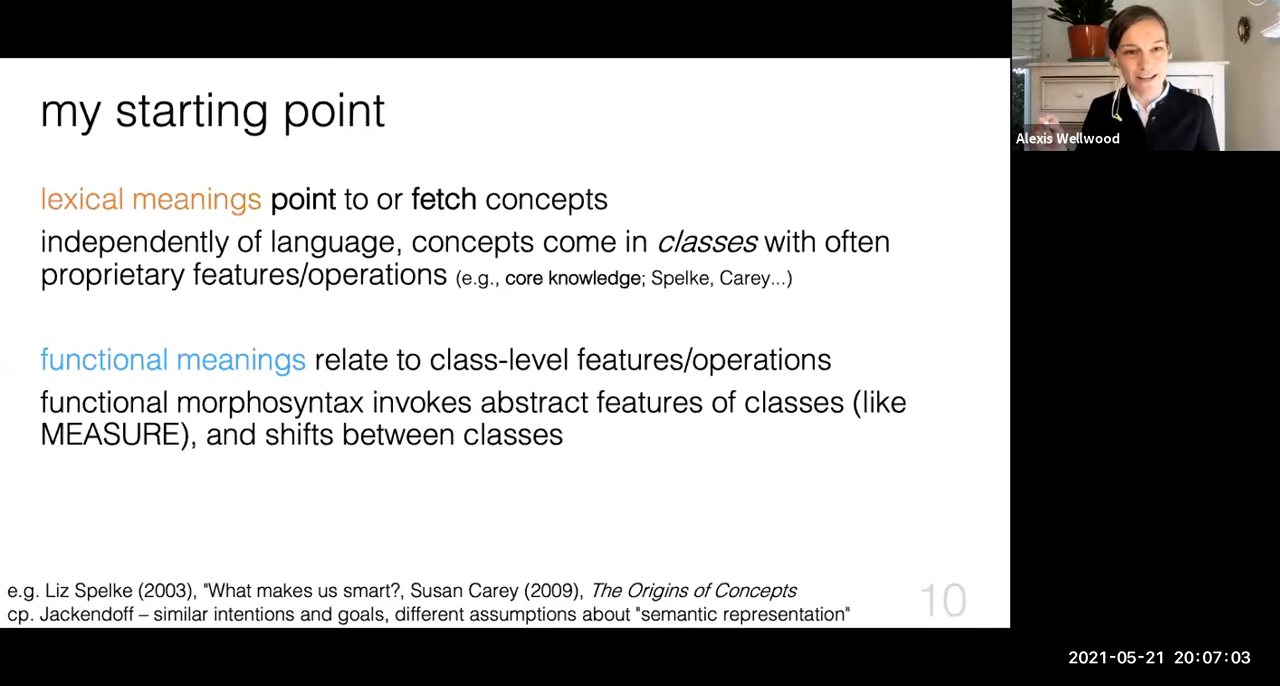 my starting point
Alexis Wellwood
lexical meanings point to or fetch concepts
independently of language, concepts come in classes with often
proprietary features/operations (e.g., core knowledge; Spelke, Carey...)
functional meanings relate to class-level features/operations
functional morphosyntax invokes abstract features of classes (like
MEASURE), and shifts between classes
e.g. Liz Spelke (2003), "What makes us smart?, Susan Carey (2009), The Origins of Concepts
cp. Jackendoff – similar intentions and goals, different assumptions about "semantic representation"
10
2021-05-21 20:07:03